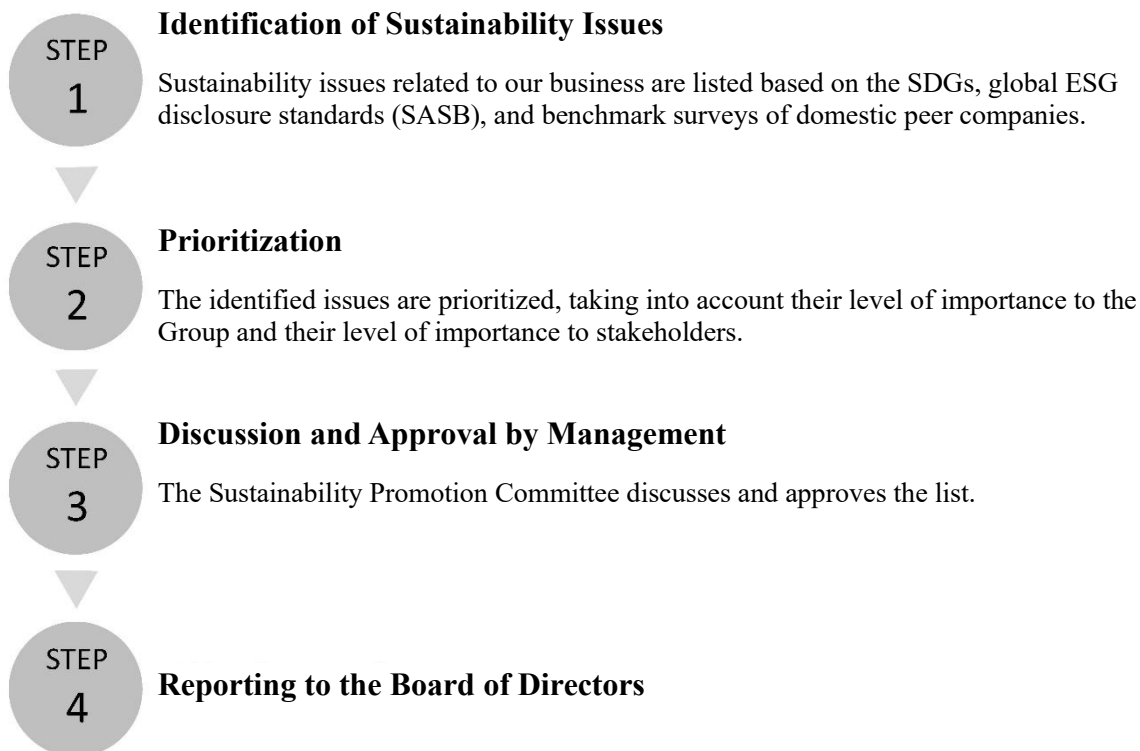 STEP
1
Identification of Sustainability Issues
Sustainability issues related to our business are listed based on the SDGs, global ESG
disclosure standards (SASB), and benchmark surveys of domestic peer companies.
STEP
2
Prioritization
The identified issues are prioritized, taking into account their level of importance to the
Group and their level of importance to stakeholders.
STEP
3
Discussion and Approval by Management
The Sustainability Promotion Committee discusses and approves the list.
STEP
4
Reporting to the Board of Directors